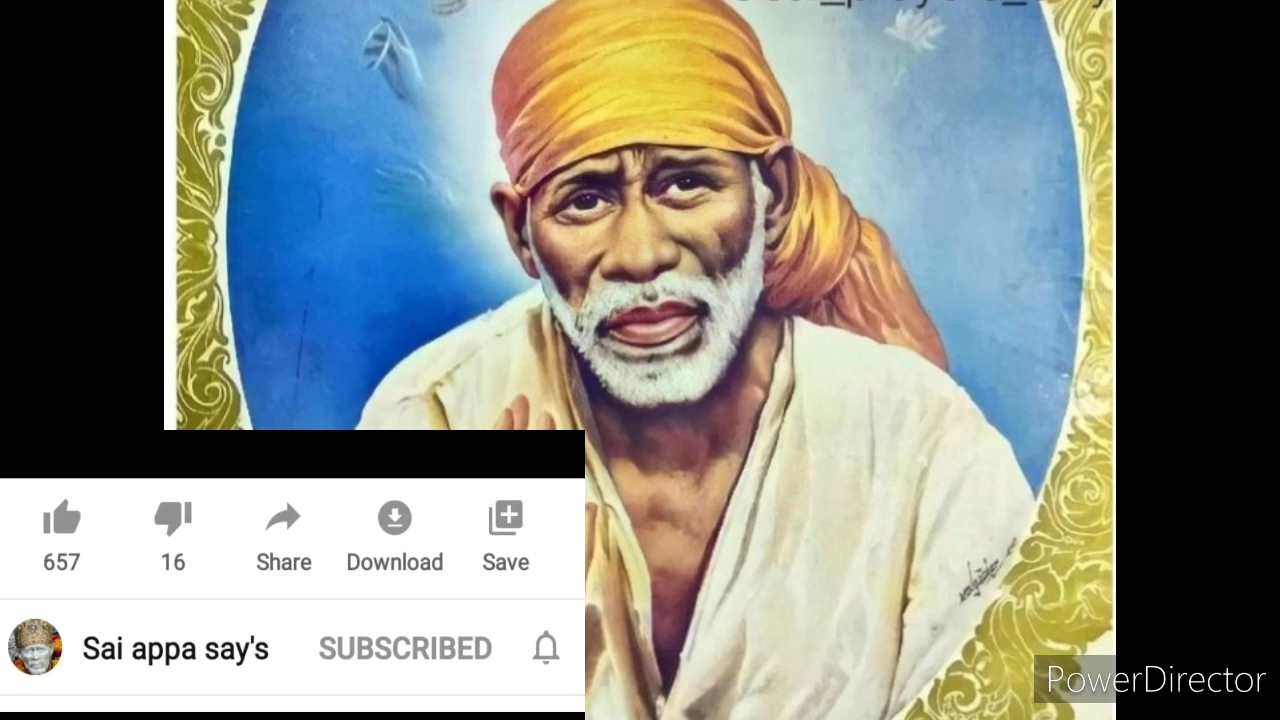 657
16
Share
Download
Save
Sai appa say's
SUBSCRIBED
PowerDirector